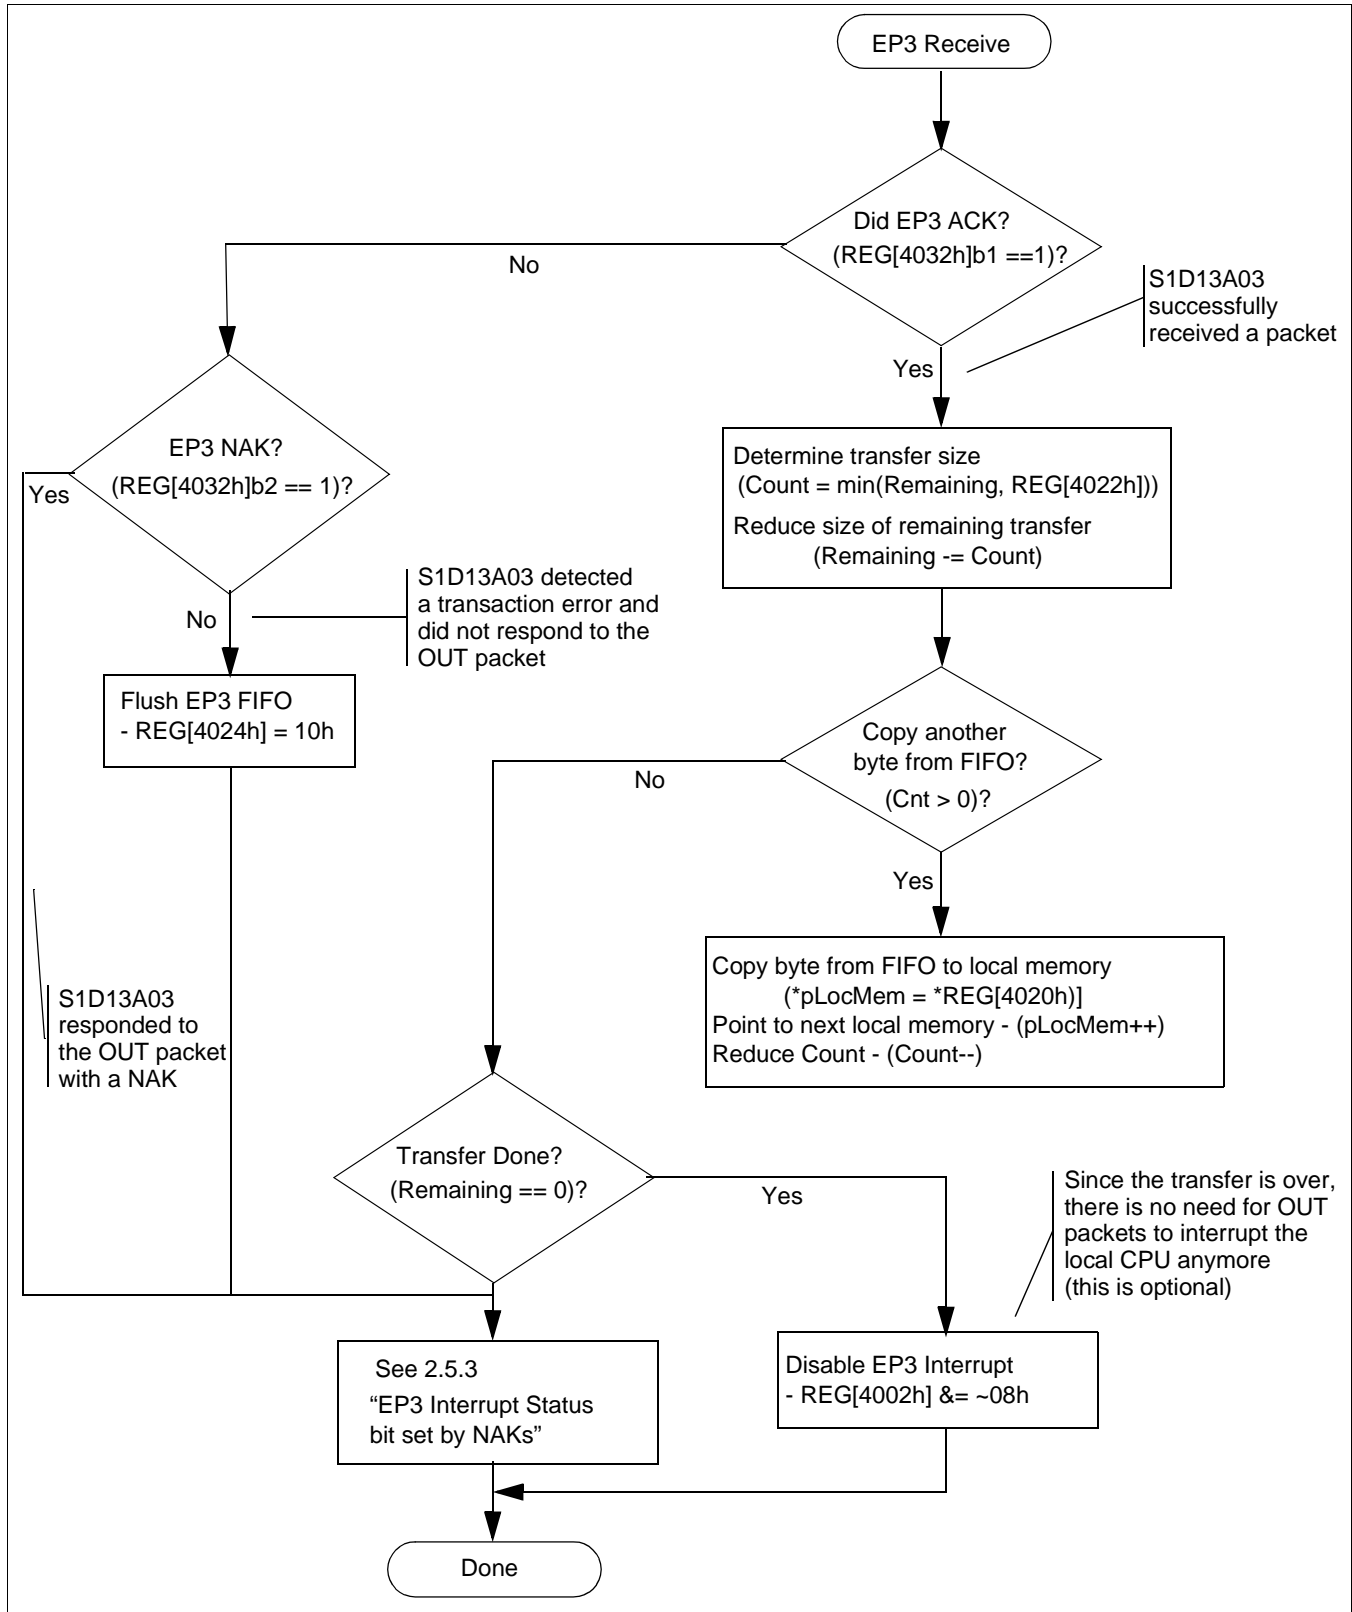 EP3 Receive
Did EP3 ACK?
(REG[4032h]b1 ==1)?
No
S1D13A03
successfully
received a packet
Yes
EP3 NAK?
(REG[4032h]b2 == 1)?
Yes
Determine transfer size
(Count = min(Remaining, REG[4022h]))
Reduce size of remaining transfer
(Remaining -= Count)
No
S1D13A03 detected
a transaction error and
did not respond to the
OUT packet
Flush EP3 FIFO
- REG[4024h] = 10h
Copy another
byte from FIFO?
(Cnt > 0)?
No
Yes
Copy byte from FIFO to local memory
(*pLocMem = *REG[4020h)]
Point to next local memory - (pLocMem++)
Reduce Count - (Count--)
S1D13A03
responded to
the OUT packet
with a NAK
Transfer Done?
(Remaining == 0)?
Yes
Since the transfer is over,
there is no need for OUT
packets to interrupt the
local CPU anymore
(this is optional)
See 2.5.3
“EP3 Interrupt Status
bit set by NAKs”
Disable EP3 Interrupt
- REG[4002h] &= ~08h
Done